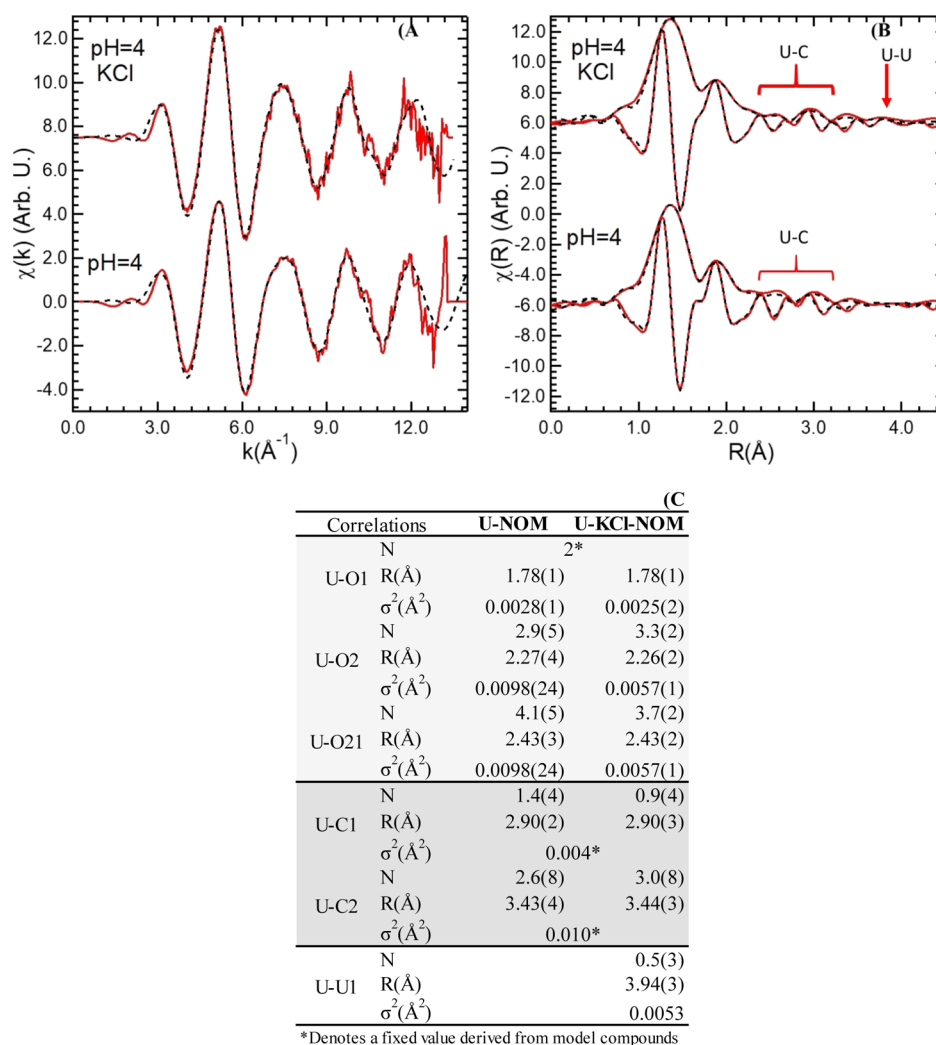 (A
pH=4
KCl
pH=4
χ(k) (Arb. U.)
12.0
8.0
4.0
2.0
0.0
-4.0
0.0
3.0
6.0
9.0
12.0
k(Å-1)
(B
pH=4
KCl
U-C
U-U
pH=4
U-C
χ(R) (Arb. U.)
12.0
10.0
8.0
6.0
4.0
2.0
0.0
-2.0
-4.0
-6.0
-8.0
-10.0
-12.0
0.0
1.0
2.0
3.0
4.0
R(Å)
(C
Correlations U-NOM U-KCl-NOM
N 2*
U-O1 R(Å) 1.78(1) 1.78(1)
σ2(Å2) 0.0028(1) 0.0025(2)
N 2.9(5) 3.3(2)
U-O2 R(Å) 2.27(4) 2.26(2)
σ2(Å2) 0.0098(24) 0.0057(1)
N 4.1(5) 3.7(2)
U-O21 R(Å) 2.43(3) 2.43(2)
σ2(Å2) 0.0098(24) 0.0057(1)
N 1.4(4) 0.9(4)
U-C1 R(Å) 2.90(2) 2.90(3)
σ2(Å2) 0.004*
N 2.6(8) 3.0(8)
U-C2 R(Å) 3.43(4) 3.44(3)
σ2(Å2) 0.010*
N 0.5(3)
U-U1 R(Å) 3.94(3)
σ2(Å2) 0.0053
*Denotes a fixed value derived from model compounds